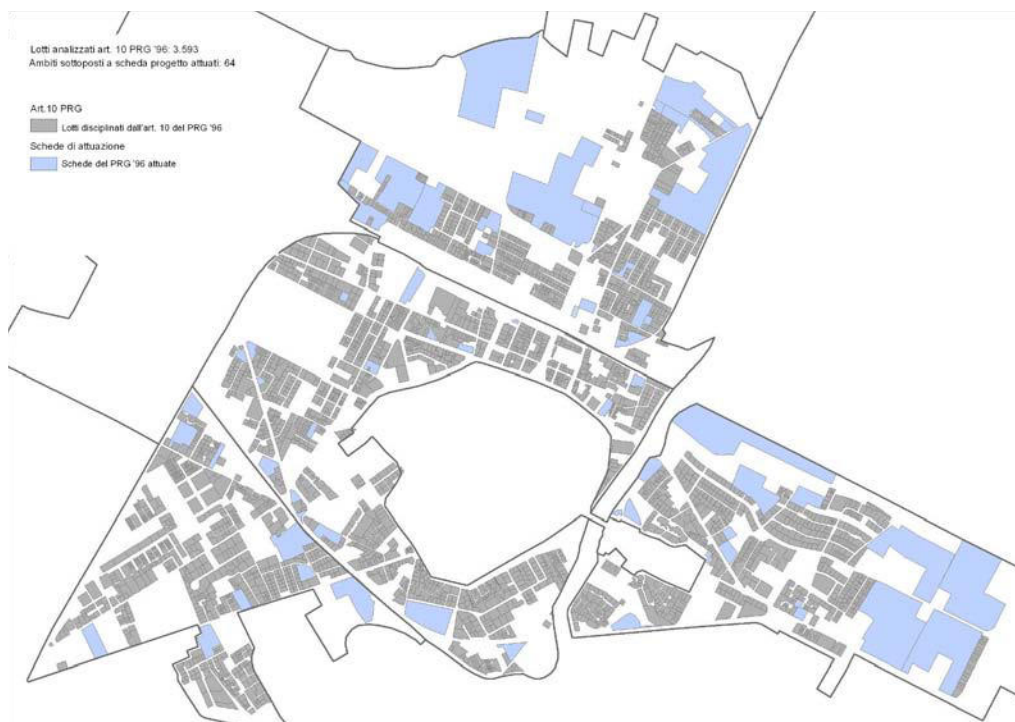 Lotti analizzati art. 10 PRG '96: 3.593
Ambiti sottoposti a scheda progetto attuati: 64
Art.10 PRG
Lotti disciplinati dall'art. 10 del PRG '96
Schede di attuazione
Schede del PRG '96 attuate